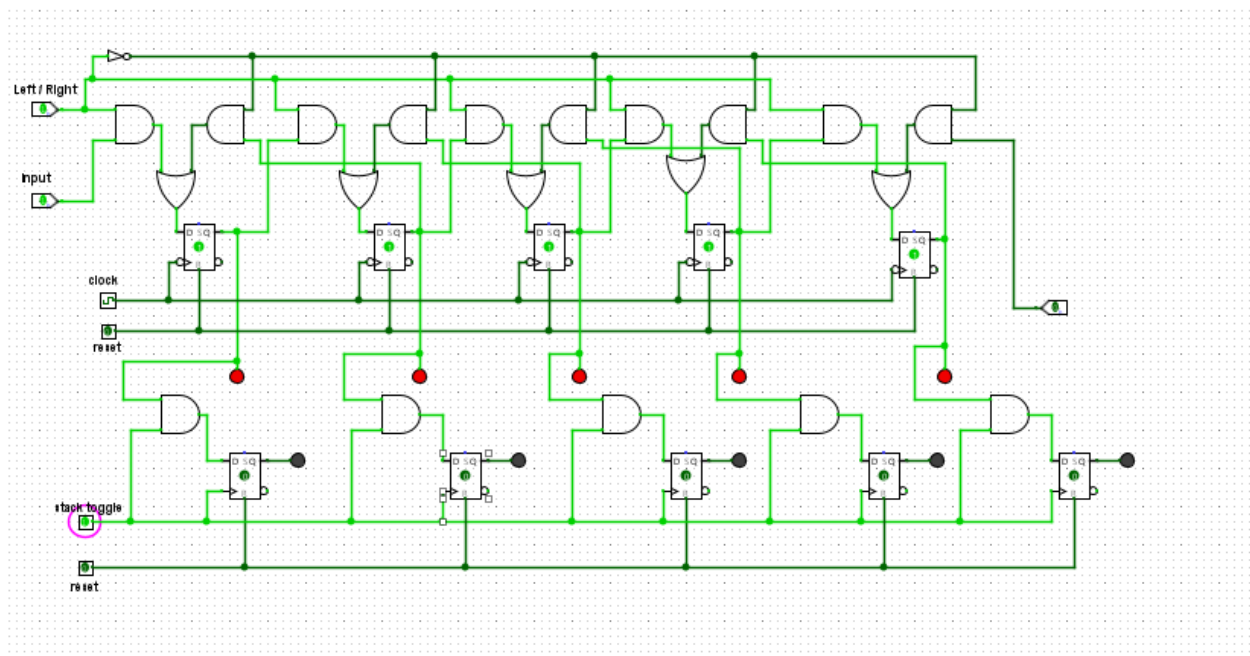 Left / Right
Input
D S Q
D S Q
D S Q
D S Q
D S Q
clock
reset
D S Q
D S Q
D S Q
D S Q
D S Q
stack toggle
reset